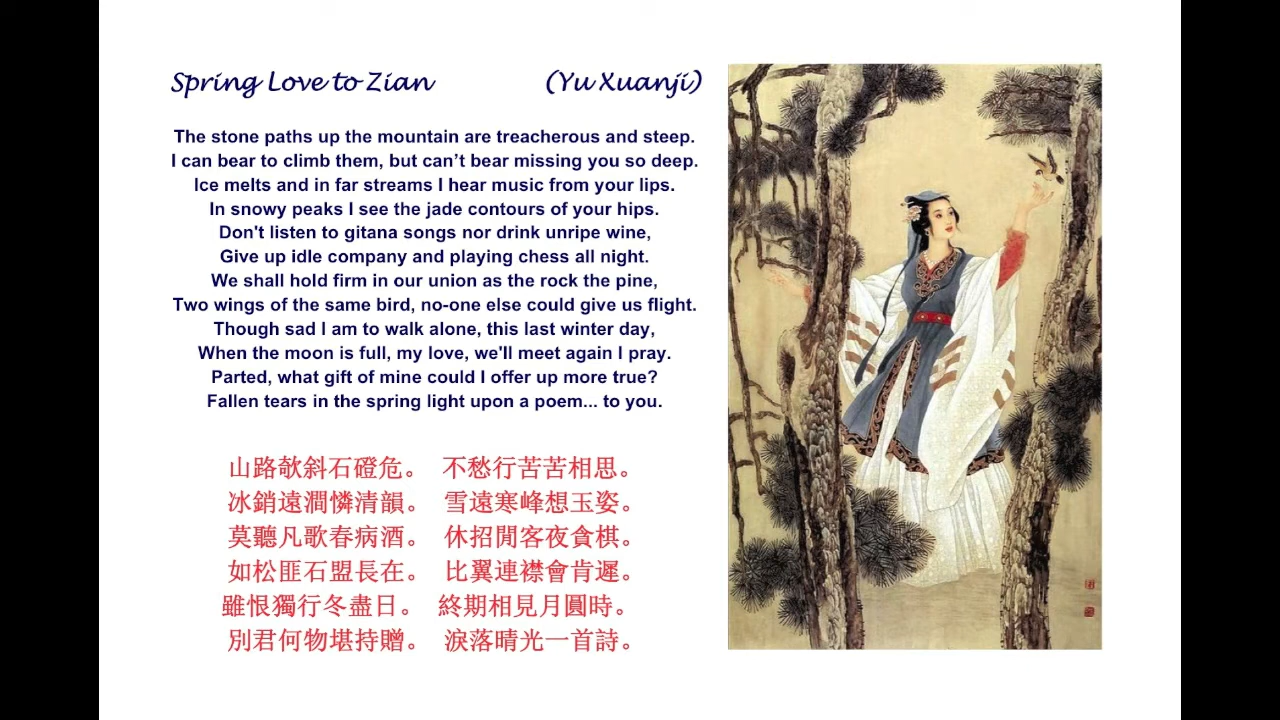 Spring Love to Zian (Yu Xuanji)
The stone paths up the mountain are treacherous and steep.
I can bear to climb them, but can’t bear missing you so deep.
Ice melts and in far streams I hear music from your lips.
In snowy peaks I see the jade contours of your hips.
Don't listen to gitana songs nor drink unripe wine,
Give up idle company and playing chess all night.
We shall hold firm in our union as the rock the pine,
Two wings of the same bird, no-one else could give us flight.
Though sad I am to walk alone, this last winter day,
When the moon is full, my love, we'll meet again I pray.
Parted, what gift of mine could I offer up more true?
Fallen tears in the spring light upon a poem... to you.
山路欹斜石磴危。 不愁行苦苦相思。
冰銷遠澗憐清韻。 雪遠寒峰想玉姿。
莫聽凡歌春病酒。 休招閒客夜貪棋。
如松匪石盟長在。 比翼連襟會肯遲。
雖恨獨行冬盡日。 終期相見月圓時。
別君何物堪持贈。 淚落晴光一首詩。